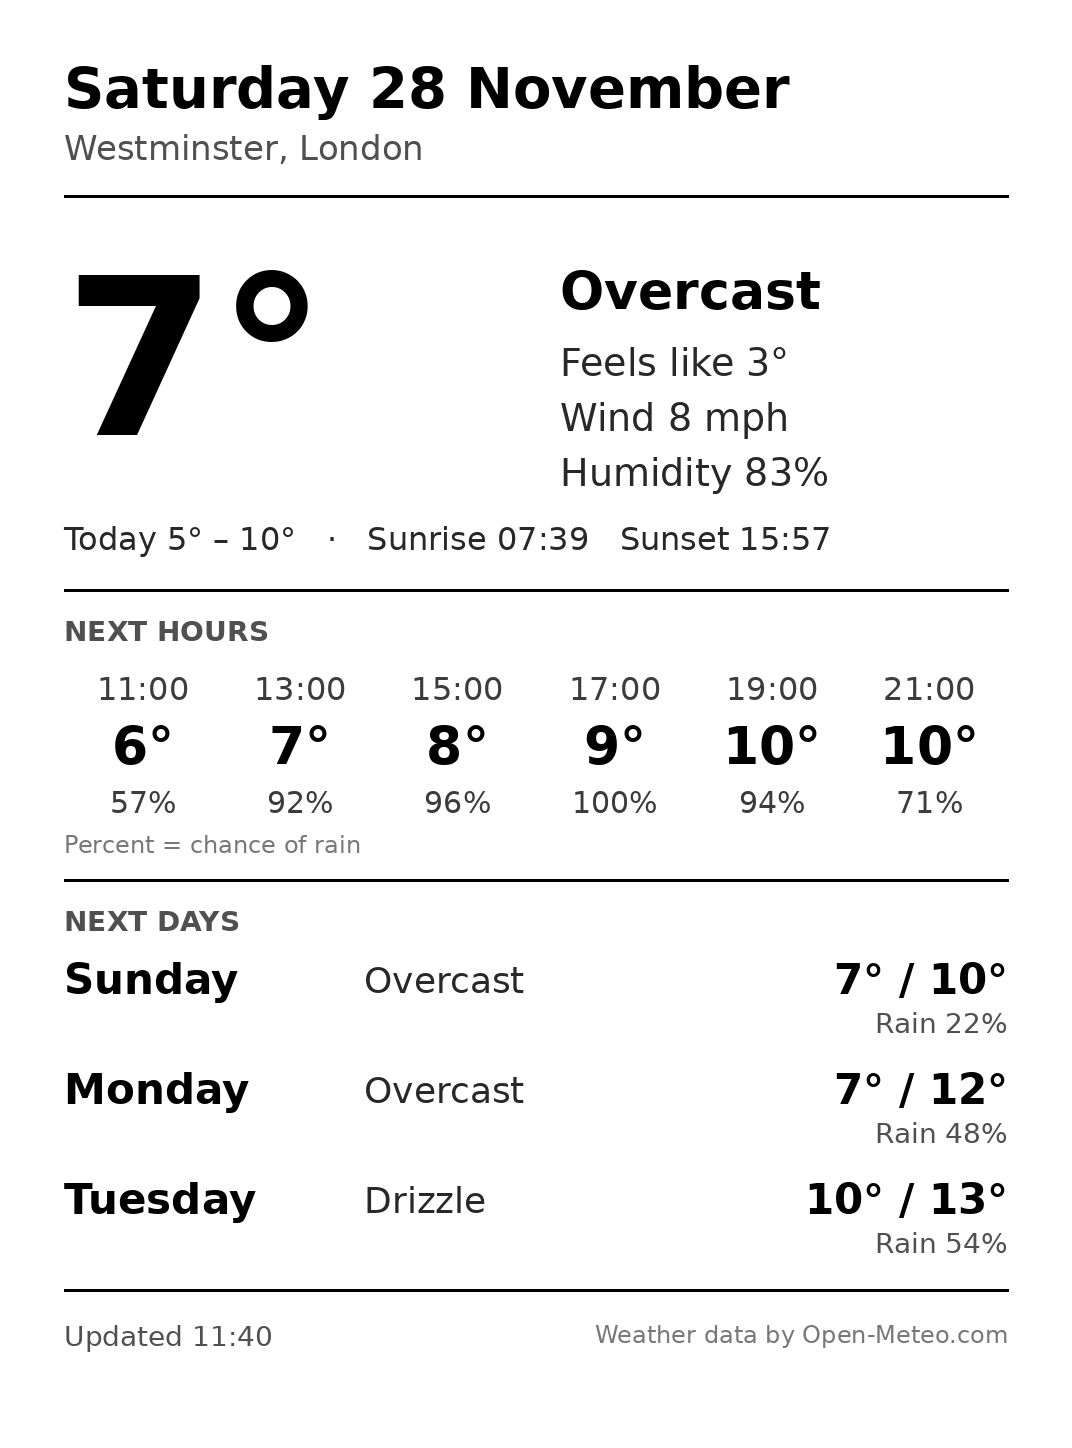 Saturday 28 November
Westminster, London
7°
Overcast
Feels like 3°
Wind 8 mph
Humidity 83%
Today 5° – 10° · Sunrise 07:39 Sunset 15:57
NEXT HOURS
11:00 13:00 15:00 17:00 19:00 21:00
6° 7° 8° 9° 10° 10°
57% 92% 96% 100% 94% 71%
Percent = chance of rain
NEXT DAYS
Sunday Overcast 7° / 10°
Rain 22%
Monday Overcast 7° / 12°
Rain 48%
Tuesday Drizzle 10° / 13°
Rain 54%
Updated 11:40 Weather data by Open-Meteo.com